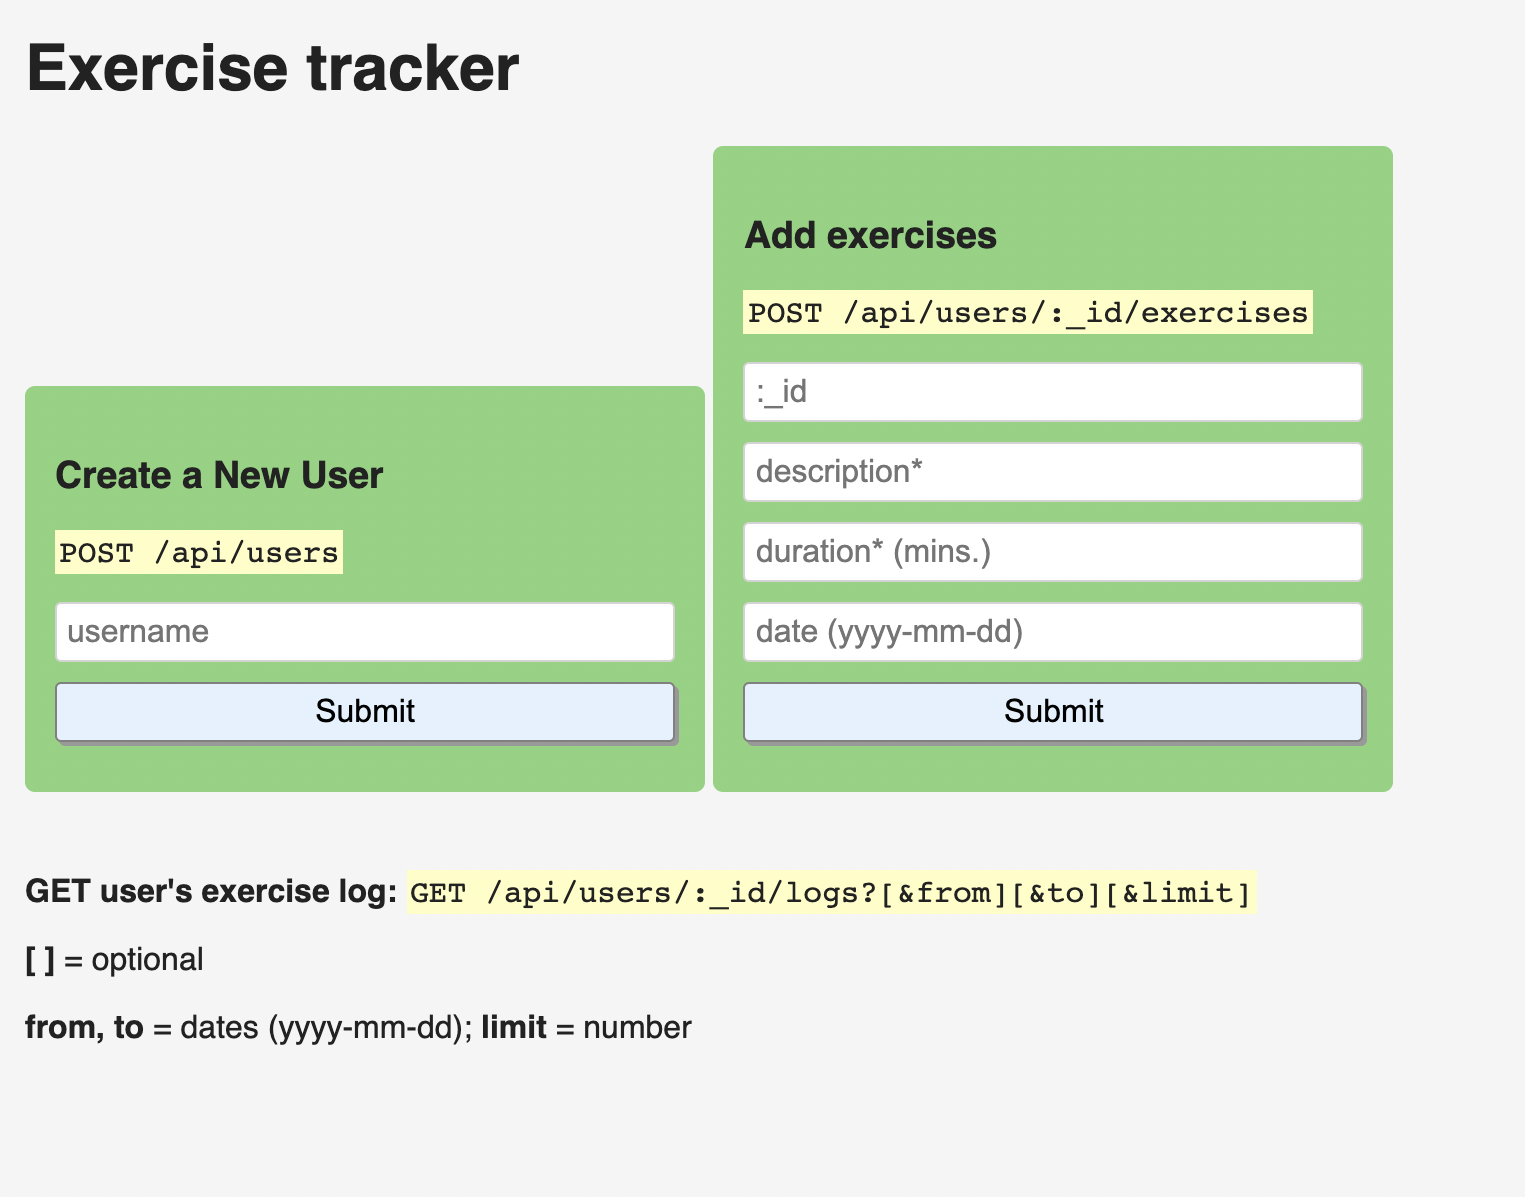 Exercise tracker
Create a New User
POST /api/users
username
Submit
Add exercises
POST /api/users/:_id/exercises
:_id
description*
duration* (mins.)
date (yyyy-mm-dd)
Submit
GET user's exercise log: GET /api/users/:_id/logs?[&from][&to][&limit]
[ ] = optional
from, to = dates (yyyy-mm-dd); limit = number